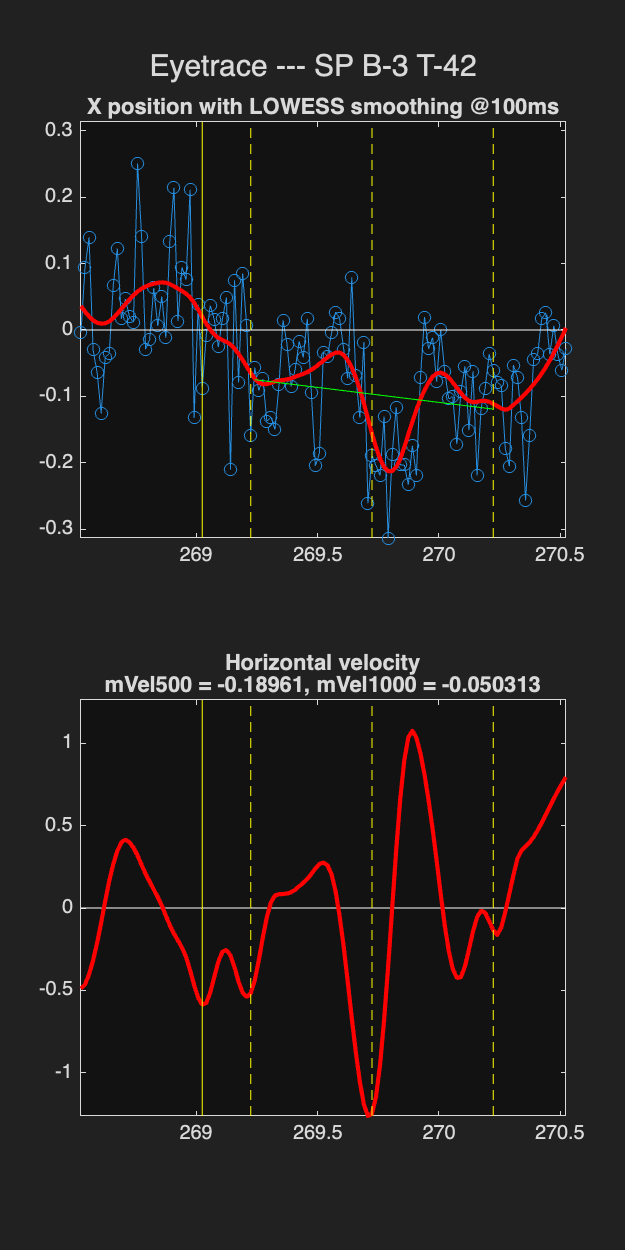 Eyetrace --- SP B-3 T-42
X position with LOWESS smoothing @100ms
0.3
0.2
0.1
0
-0.1
-0.2
-0.3
269 269.5 270 270.5
Horizontal velocity
mVel500 = -0.18961, mVel1000 = -0.050313
1
0.5
0
-0.5
-1
269 269.5 270 270.5